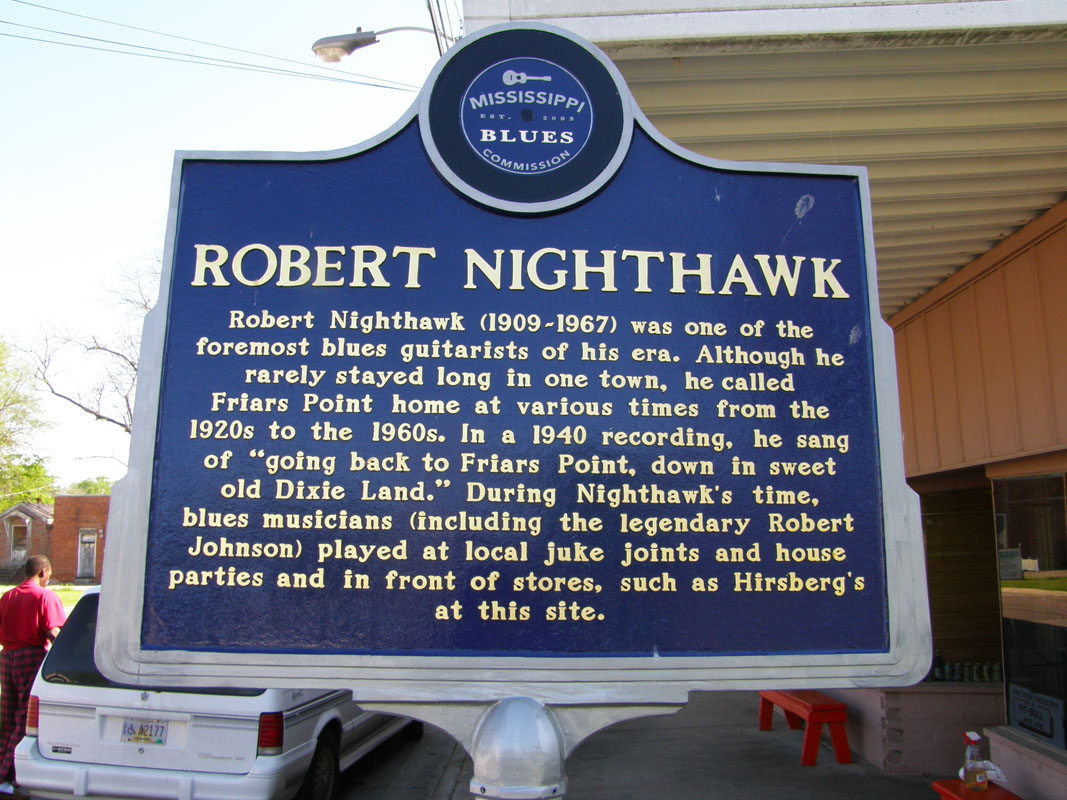 MISSISSIPPI
EST. 2005
BLUES
COMMISSION
ROBERT NIGHTHAWK
Robert Nighthawk (1909-1967) was one of the
foremost blues guitarists of his era. Although he
rarely stayed long in one town, he called
Friars Point home at various times from the
1920s to the 1960s. In a 1940 recording, he sang
of “going back to Friars Point, down in sweet
old Dixie Land.” During Nighthawk's time,
blues musicians (including the legendary Robert
Johnson) played at local juke joints and house
parties and in front of stores, such as Hirsberg's
at this site.